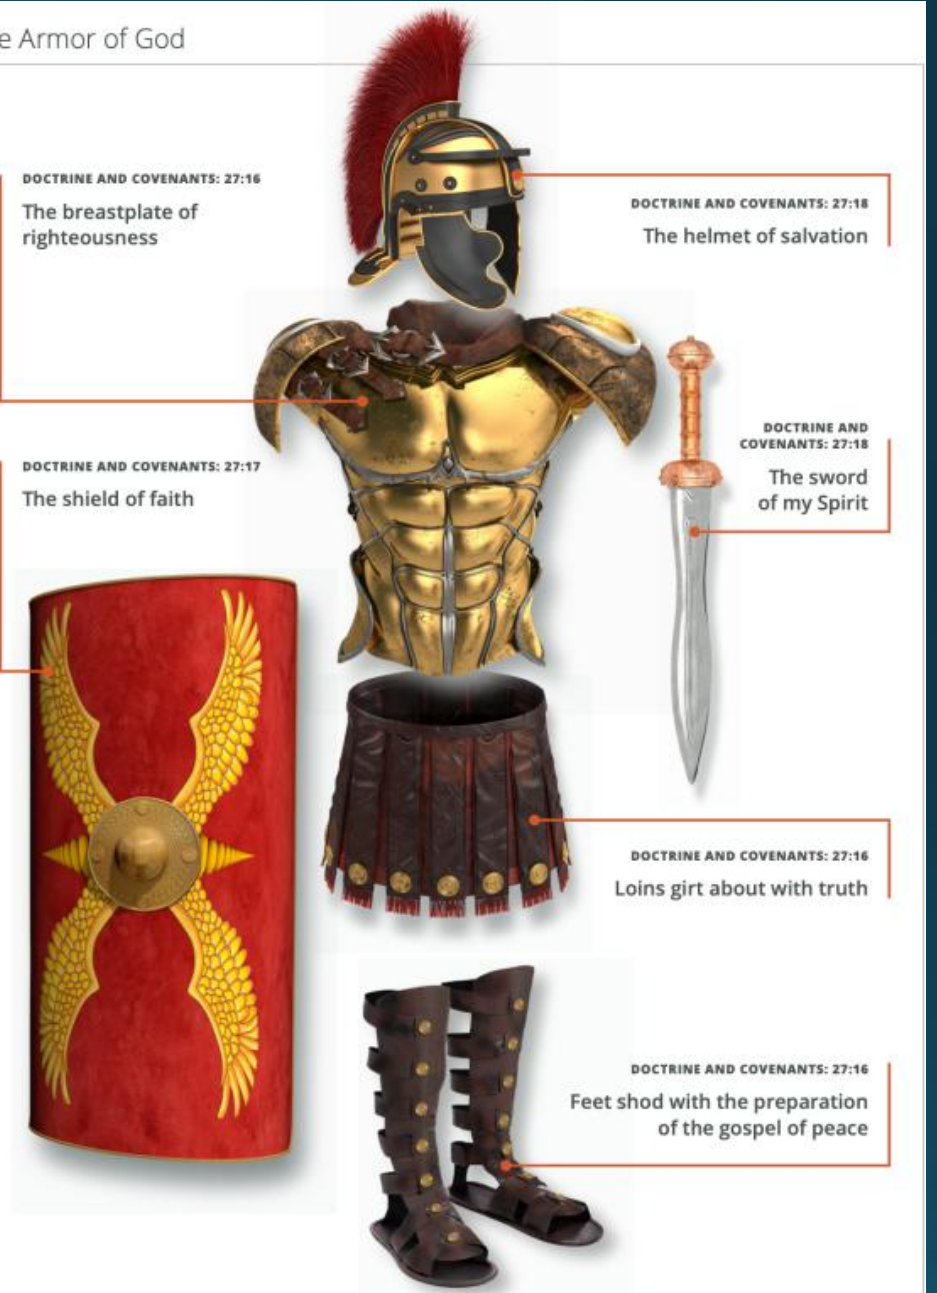 e Armor of God
DOCTRINE AND COVENANTS: 27:16
The breastplate of
righteousness
DOCTRINE AND COVENANTS: 27:18
The helmet of salvation
DOCTRINE AND COVENANTS: 27:17
The shield of faith
DOCTRINE AND
COVENANTS: 27:18
The sword
of my Spirit
DOCTRINE AND COVENANTS: 27:16
Loins girt about with truth
DOCTRINE AND COVENANTS: 27:16
Feet shod with the preparation
of the gospel of peace